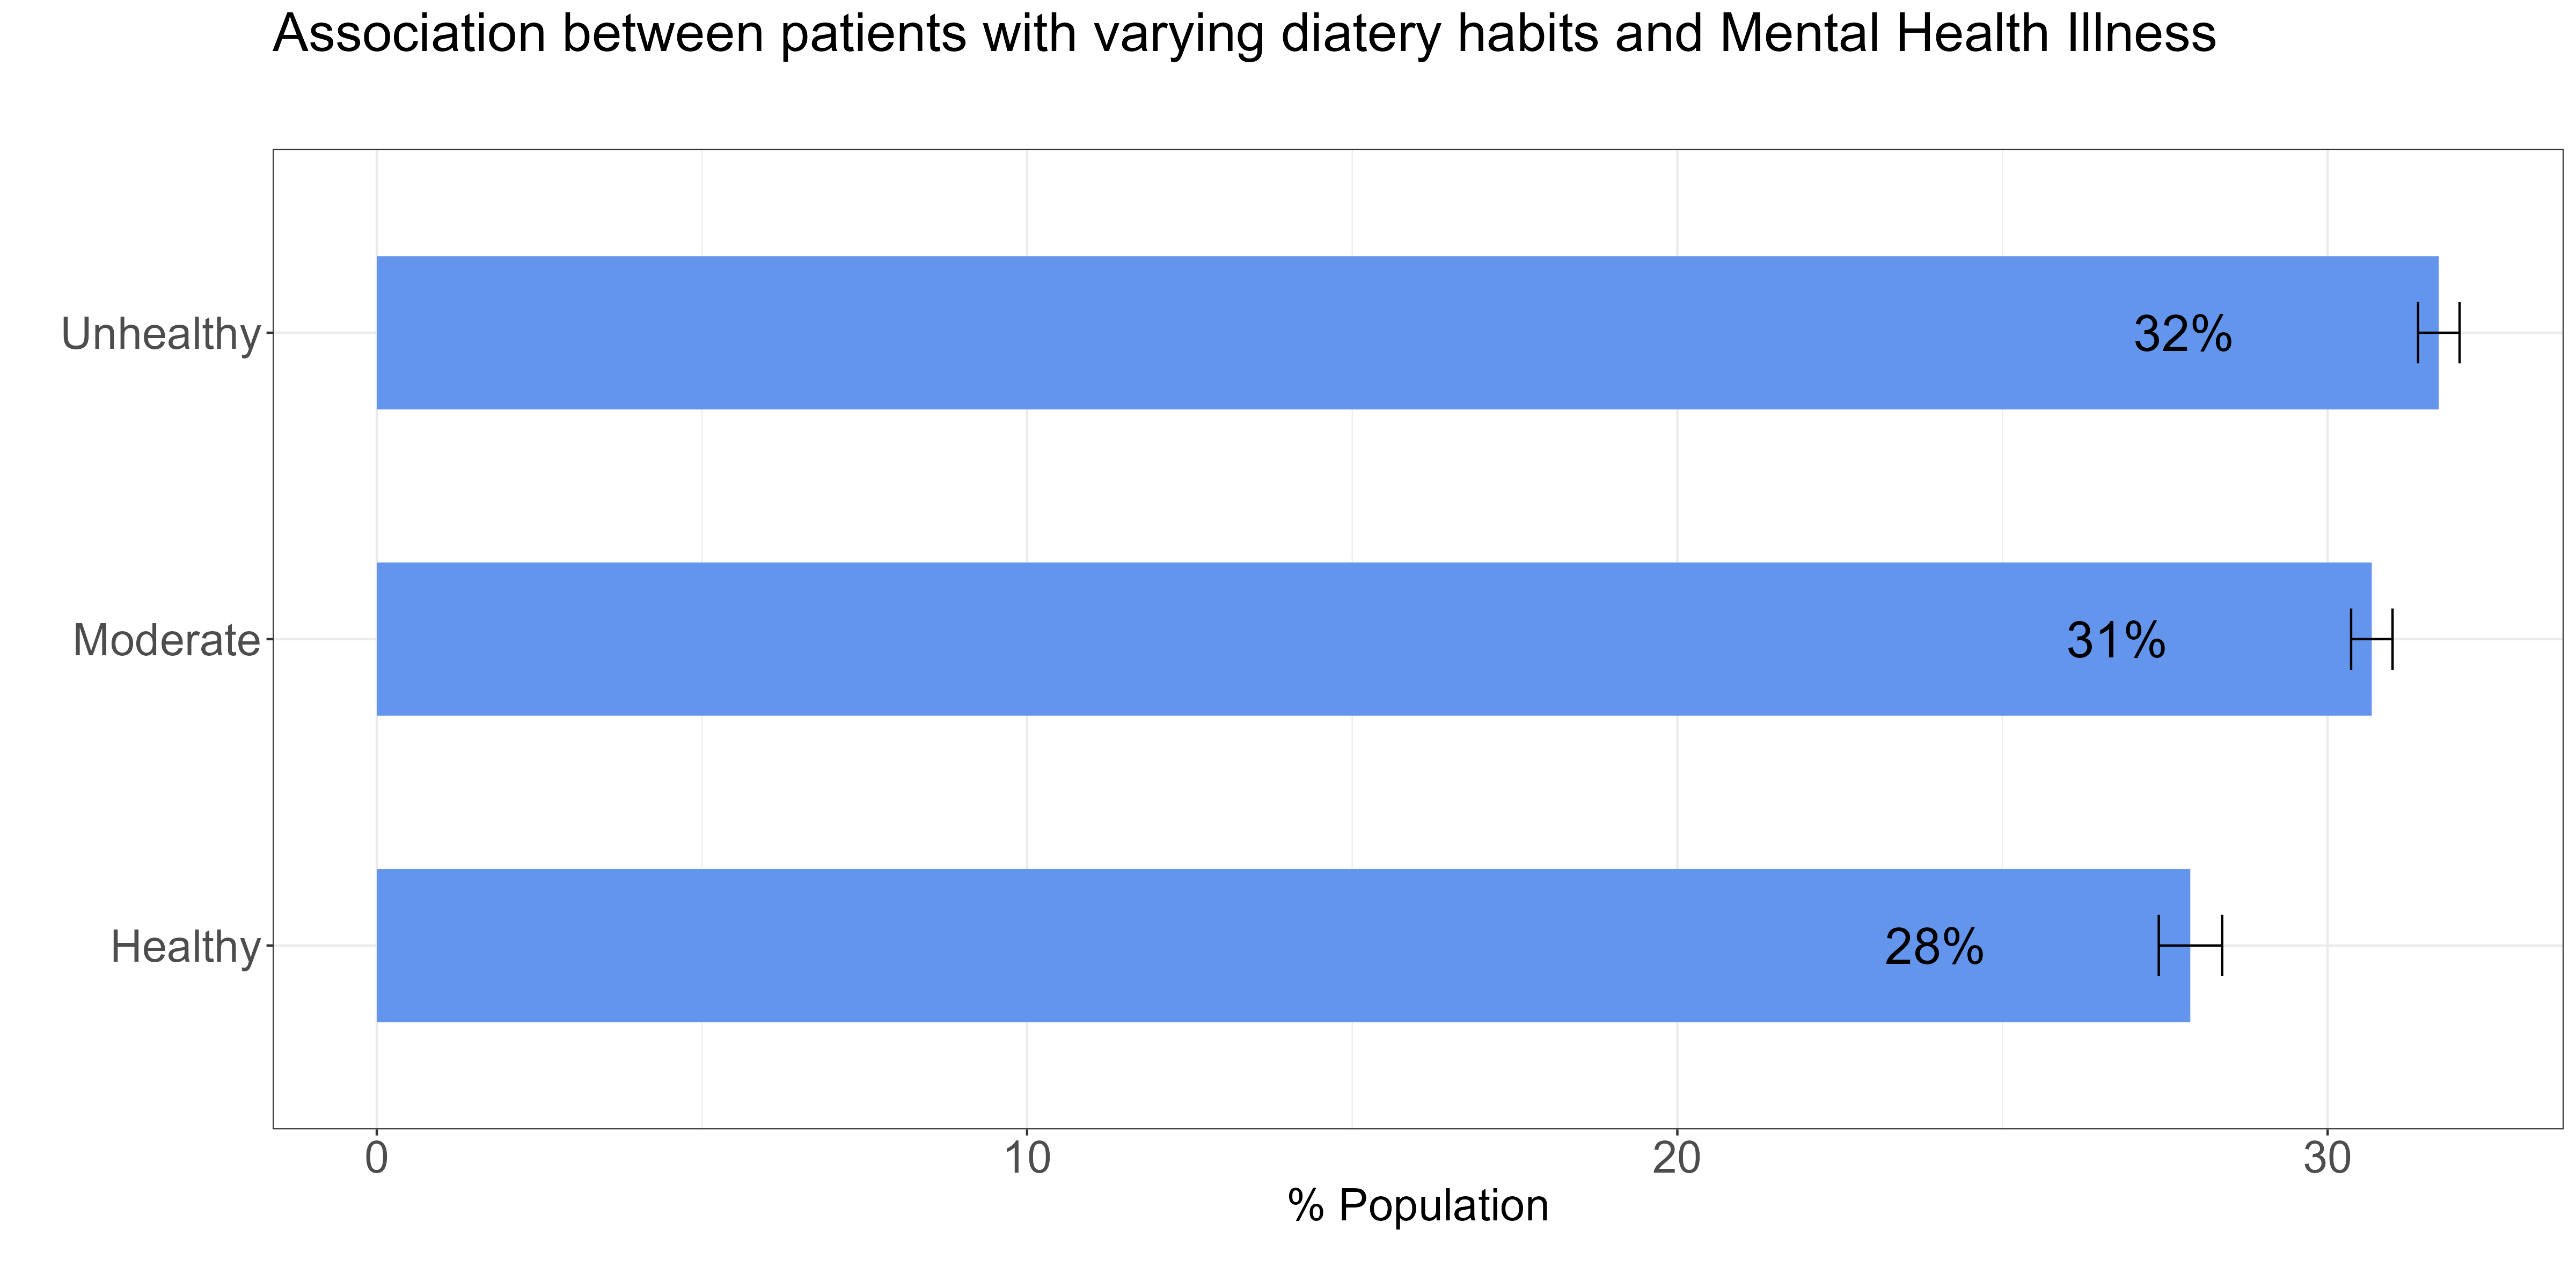 Association between patients with varying diatery habits and Mental Health Illness
Unhealthy
32%
Moderate
31%
Healthy
28%
0 10 20 30
% Population